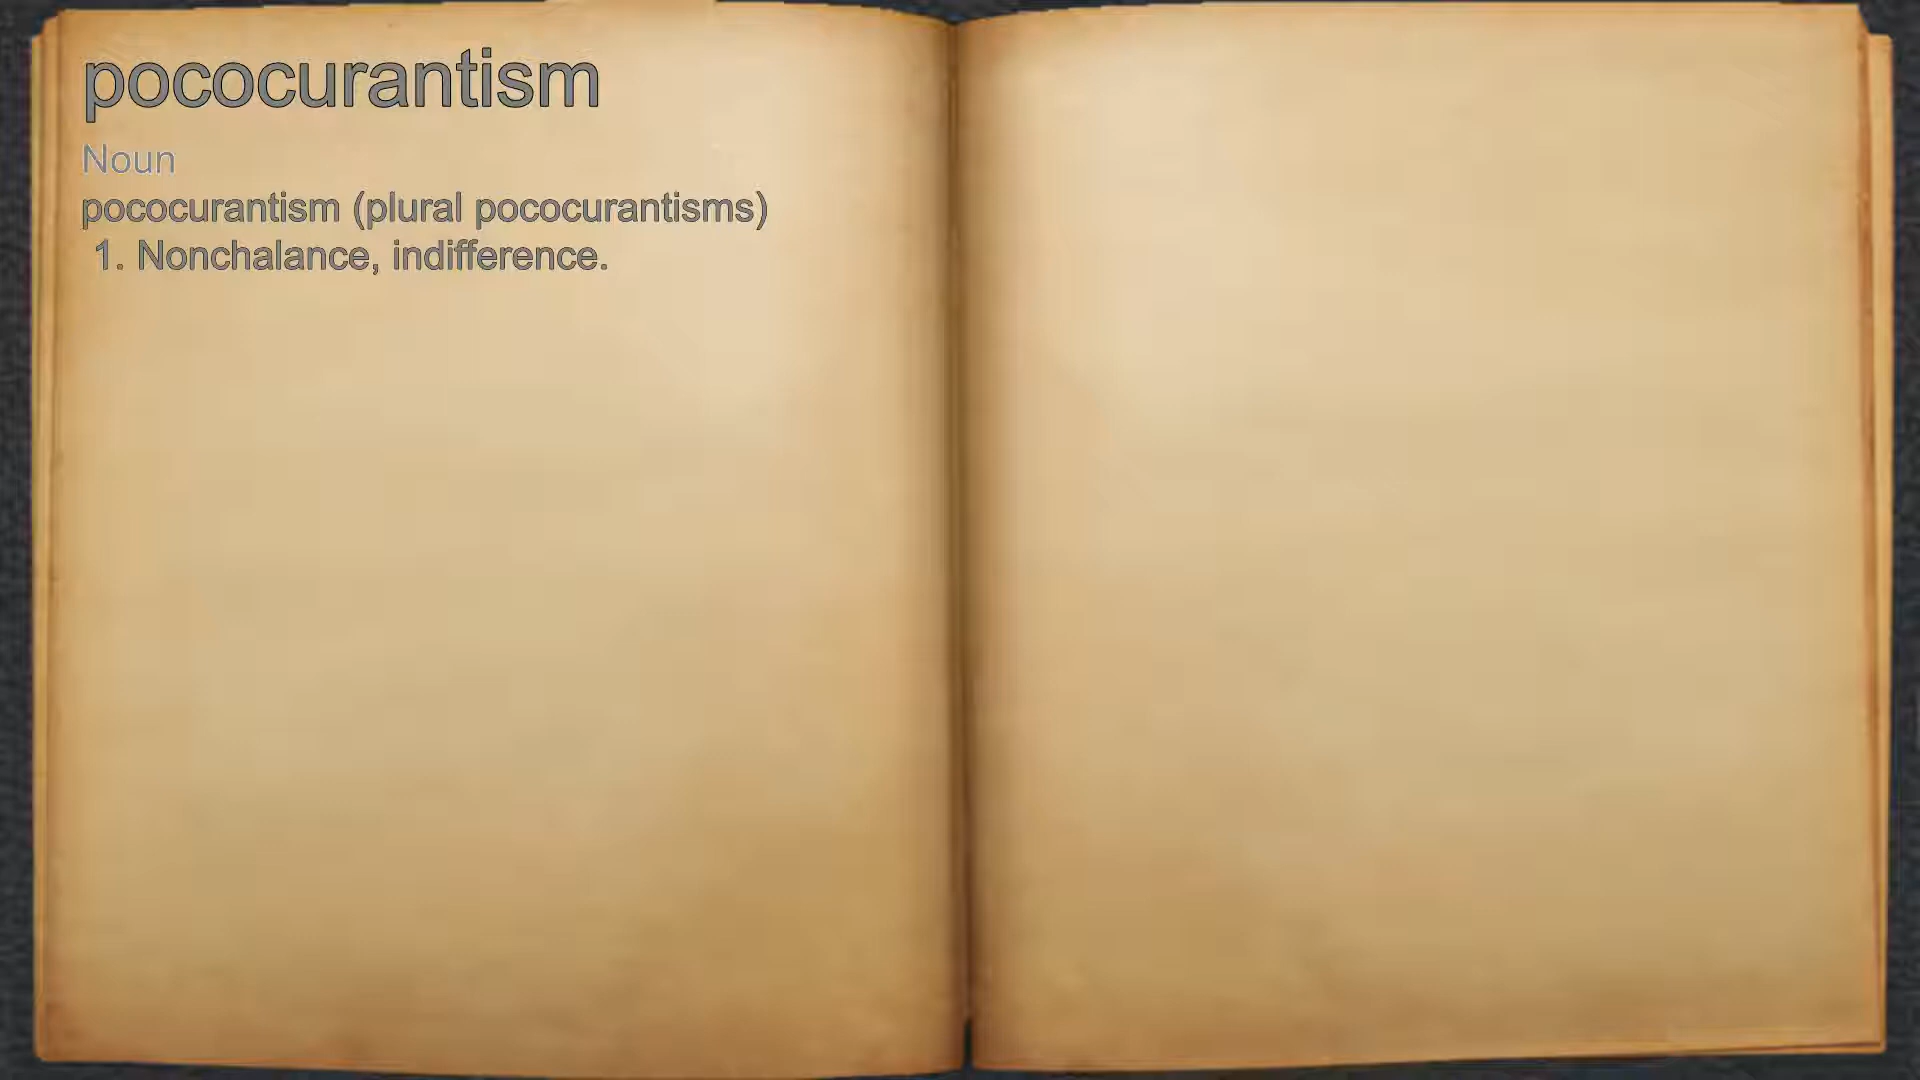 pococurantism
Noun
pococurantism (plural pococurantisms)
1. Nonchalance, indifference.